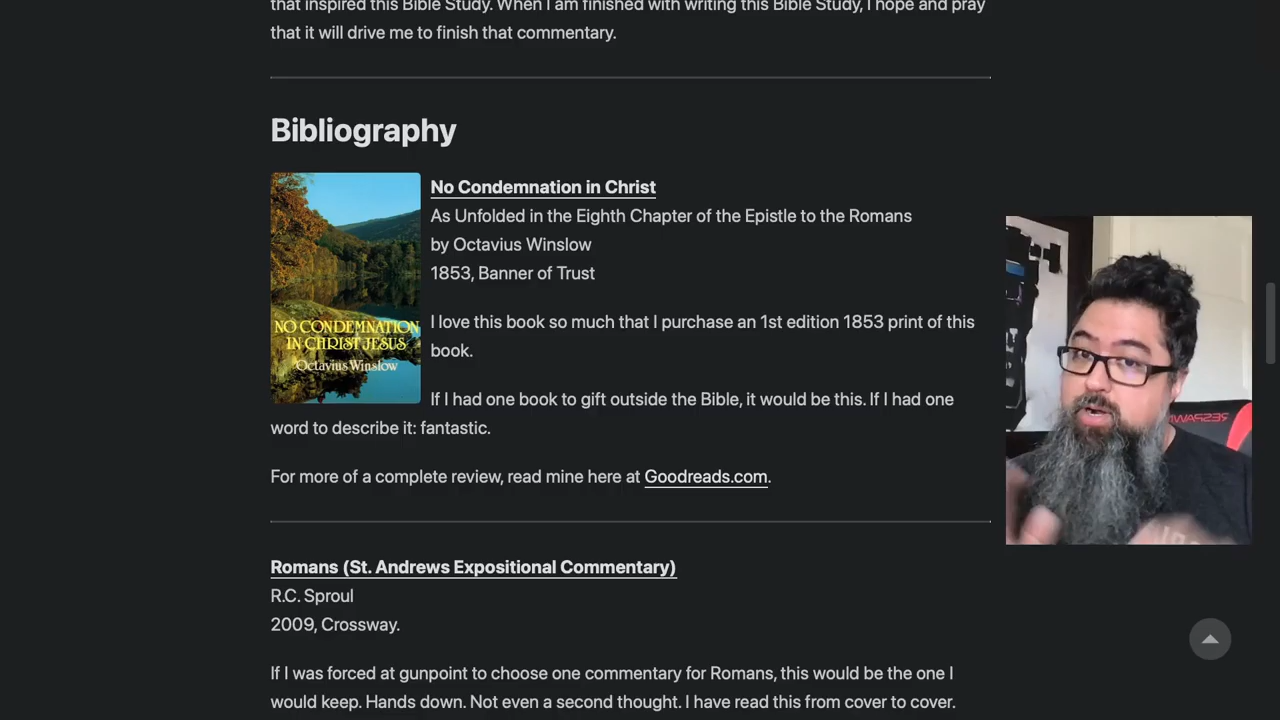 that inspired this Bible Study. When I am finished with writing this Bible Study, I hope and pray
that it will drive me to finish that commentary.
Bibliography
NO CONDEMNATION
IN CHRIST JESUS
Octavius Winslow
No Condemnation in Christ
As Unfolded in the Eighth Chapter of the Epistle to the Romans
by Octavius Winslow
1853, Banner of Trust
I love this book so much that I purchase an 1st edition 1853 print of this
book.
If I had one book to gift outside the Bible, it would be this. If I had one
word to describe it: fantastic.
For more of a complete review, read mine here at Goodreads.com.
RESPAWN
Romans (St. Andrews Expositional Commentary)
R.C. Sproul
2009, Crossway.
If I was forced at gunpoint to choose one commentary for Romans, this would be the one I
would keep. Hands down. Not even a second thought. I have read this from cover to cover.